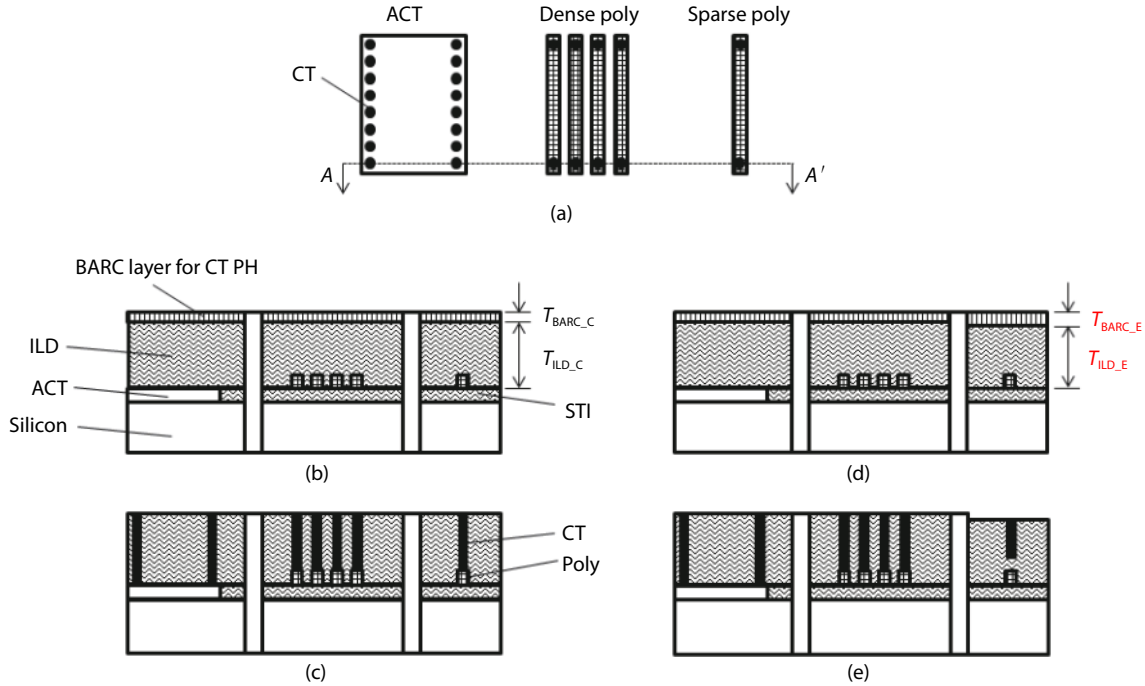 ACT
Dense poly
Sparse poly
CT
A
A′
(a)
BARC layer for CT PH
T_BARC_C
T_ILD_C
ILD
ACT
Silicon
STI
(b)
T_BARC_E
T_ILD_E
(d)
CT
Poly
(c)
(e)